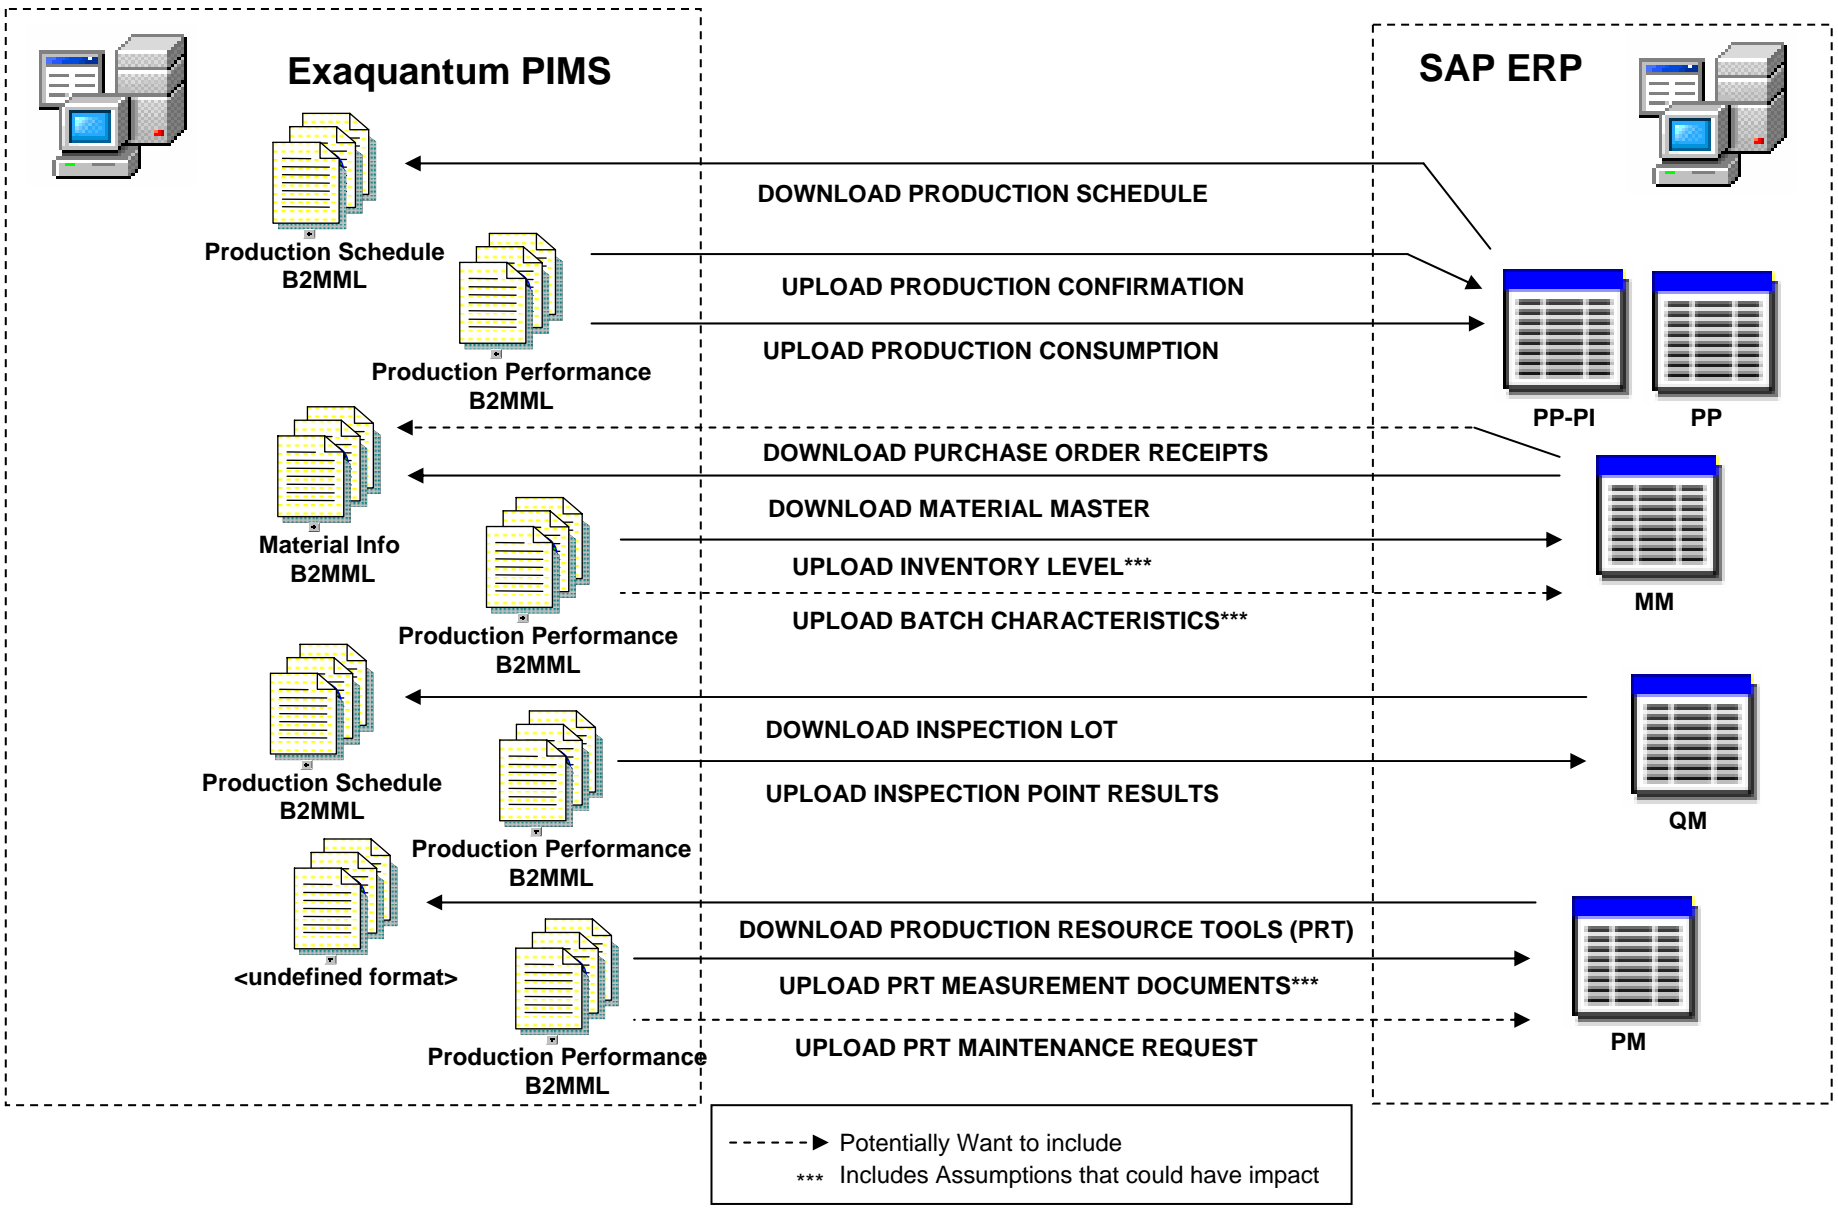 Exaquantum PIMS
SAP ERP
DOWNLOAD PRODUCTION SCHEDULE
Production Schedule
B2MML
UPLOAD PRODUCTION CONFIRMATION
UPLOAD PRODUCTION CONSUMPTION
Production Performance
B2MML
PP-PI
PP
DOWNLOAD PURCHASE ORDER RECEIPTS
DOWNLOAD MATERIAL MASTER
Material Info
B2MML
UPLOAD INVENTORY LEVEL***
UPLOAD BATCH CHARACTERISTICS***
MM
Production Performance
B2MML
DOWNLOAD INSPECTION LOT
Production Schedule
B2MML
UPLOAD INSPECTION POINT RESULTS
QM
Production Performance
B2MML
DOWNLOAD PRODUCTION RESOURCE TOOLS (PRT)
<undefined format>
UPLOAD PRT MEASUREMENT DOCUMENTS***
UPLOAD PRT MAINTENANCE REQUEST
PM
Production Performance
B2MML
Potentially Want to include
*** Includes Assumptions that could have impact